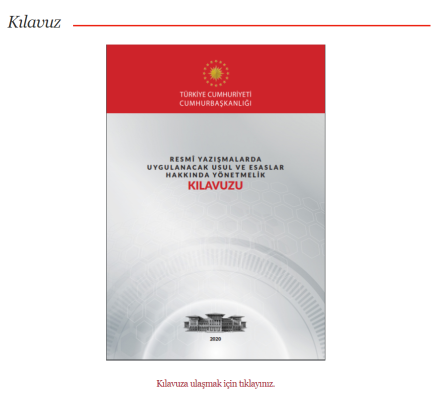 Kılavuz
TÜRKİYE CUMHURİYETİ
CUMHURBAŞKANLIĞI
RESMÎ YAZIŞMALARDA
UYGULANACAK USUL VE ESASLAR
HAKKINDA YÖNETMELİK
KILAVUZU
2020
Kılavuza ulaşmak için tıklayınız.